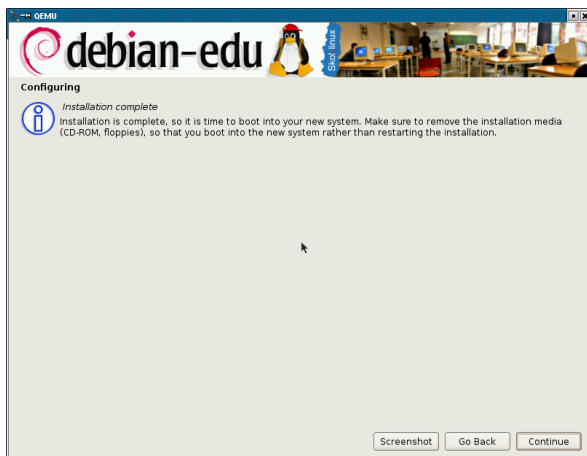 QEMU
debian-edu
Skolelinux
Configuring
Installation complete
Installation is complete, so it is time to boot into your new system. Make sure to remove the installation media
(CD-ROM, floppies), so that you boot into the new system rather than restarting the installation.
Screenshot
Go Back
Continue